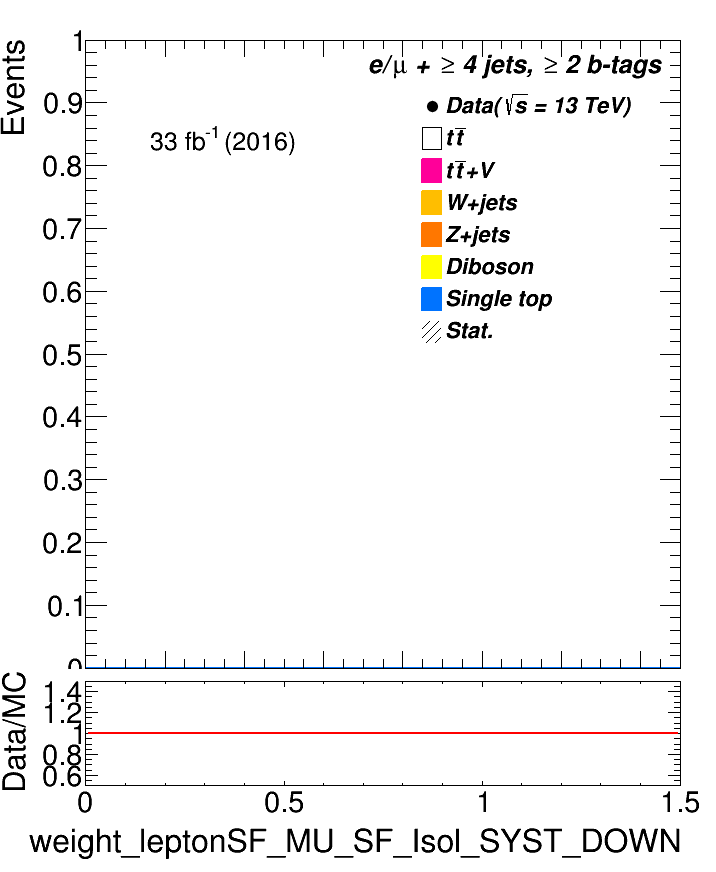 Events
1
0.9
0.8
0.7
0.6
0.5
0.4
0.3
0.2
0.1
0
e/μ + ≥ 4 jets, ≥ 2 b-tags
33 fb⁻¹ (2016)
Data(√s = 13 TeV)
tt̅
tt̅+V
W+jets
Z+jets
Diboson
Single top
Stat.
Data/MC
1.4
1.2
1
0.8
0.6
0 0.5 1 1.5
weight_leptonSF_MU_SF_Isol_SYST_DOWN